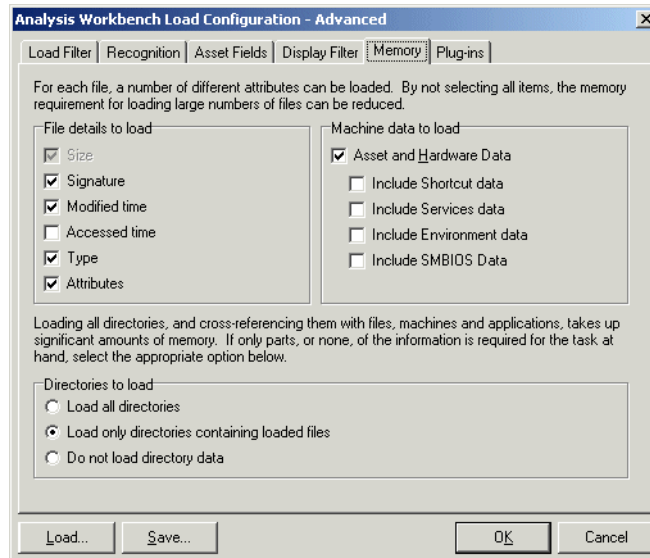 Analysis Workbench Load Configuration - Advanced
Load Filter Recognition Asset Fields Display Filter Memory Plug-ins
For each file, a number of different attributes can be loaded. By not selecting all items, the memory
requirement for loading large numbers of files can be reduced.
File details to load
Size
Signature
Modified time
Accessed time
Type
Attributes
Machine data to load
Asset and Hardware Data
Include Shortcut data
Include Services data
Include Environment data
Include SMBIOS Data
Loading all directories, and cross-referencing them with files, machines and applications, takes up
significant amounts of memory. If only parts, or none, of the information is required for the task at
hand, select the appropriate option below.
Directories to load
Load all directories
Load only directories containing loaded files
Do not load directory data
Load... Save... OK Cancel